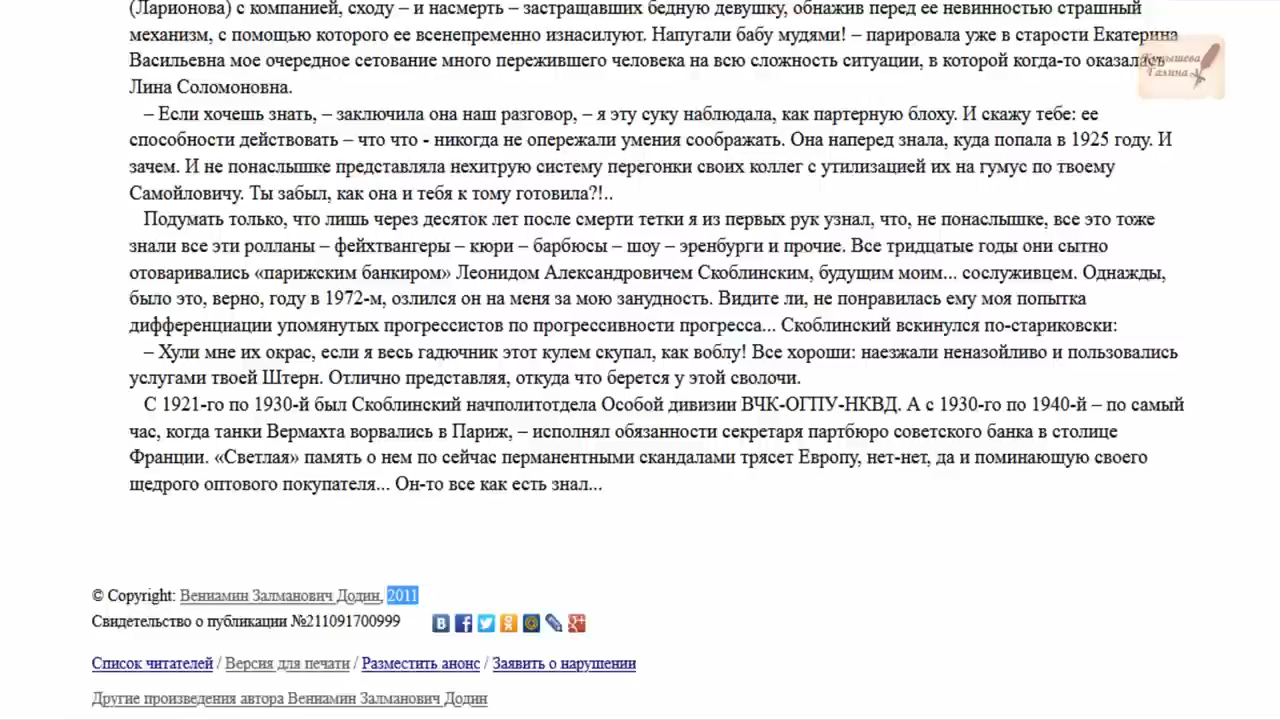 (Ларионова) с компанией, сходу – и насмерть – застращавших бедную девушку, обнажив перед ее невинностью страшный
механизм, с помощью которого ее всенепременно изнасилуют. Напугали бабу мудями! – парировала уже в старости Екатерина
Васильевна мое очередное сетование много пережившего человека на всю сложность ситуации, в которой когда-то оказалась
Лина Соломоновна.
– Если хочешь знать, – заключила она наш разговор, – я эту суку наблюдала, как партерную блоху. И скажу тебе: ее
способности действовать – что что - никогда не опережали умения соображать. Она наперед знала, куда попала в 1925 году. И
зачем. И не понаслышке представляла нехитрую систему перегонки своих коллег с утилизацией их на гумус по твоему
Самойловичу. Ты забыл, как она и тебя к тому готовила?!..
Подумать только, что лишь через десяток лет после смерти тетки я из первых рук узнал, что, не понаслышке, все это тоже
знали все эти ролланы – фейхтвангеры – кюри – барбюсы – шоу – эренбурги и прочие. Все тридцатые годы они сытно
отоваривались «парижским банкиром» Леонидом Александровичем Скоблинским, будущим моим... сослуживцем. Однажды,
было это, верно, году в 1972-м, озлился он на меня за мою занудность. Видите ли, не понравилась ему моя попытка
дифференциации упомянутых прогрессистов по прогрессивности прогресса... Скоблинский вскинулся по-стариковски:
– Хули мне их окрас, если я весь гадючник этот кулем скупал, как воблу! Все хороши: наезжали неназойливо и пользовались
услугами твоей Штерн. Отлично представляя, откуда что берется у этой сволочи.
С 1921-го по 1930-й был Скоблинский начполитотдела Особой дивизии ВЧК-ОГПУ-НКВД. А с 1930-го по 1940-й – по самый
час, когда танки Вермахта ворвались в Париж, – исполнял обязанности секретаря партбюро советского банка в столице
Франции. «Светлая» память о нем по сейчас перманентными скандалами трясет Европу, нет-нет, да и поминающую своего
щедрого оптового покупателя... Он-то все как есть знал...
© Copyright: Вениамин Залманович Додин, 2011
Свидетельство о публикации №211091700999
Список читателей / Версия для печати / Разместить анонс / Заявить о нарушении
Другие произведения автора Вениамин Залманович Додин
Галина